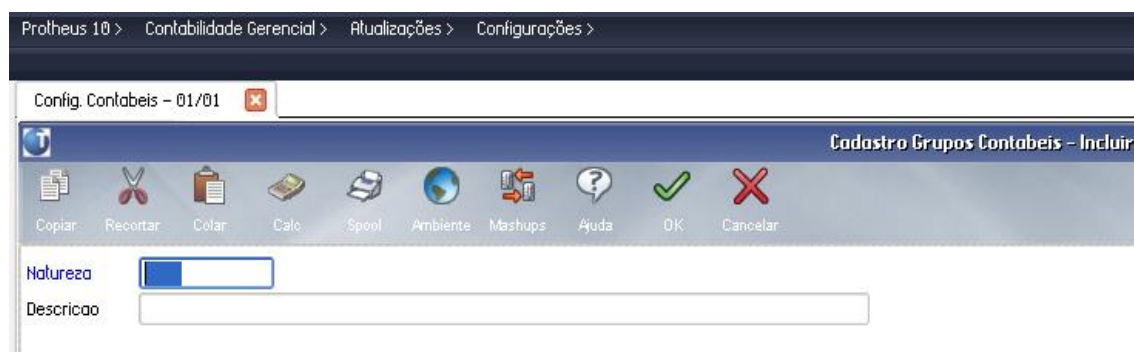 Protheus 10 > Contabilidade Gerencial > Atualizações > Configurações >
Config. Contabeis - 01/01
Cadastro Grupos Contabeis - Incluir
Copiar Recortar Colar Calc Spool Ambiente Mashups Ajuda OK Cancelar
Natureza
Descricao